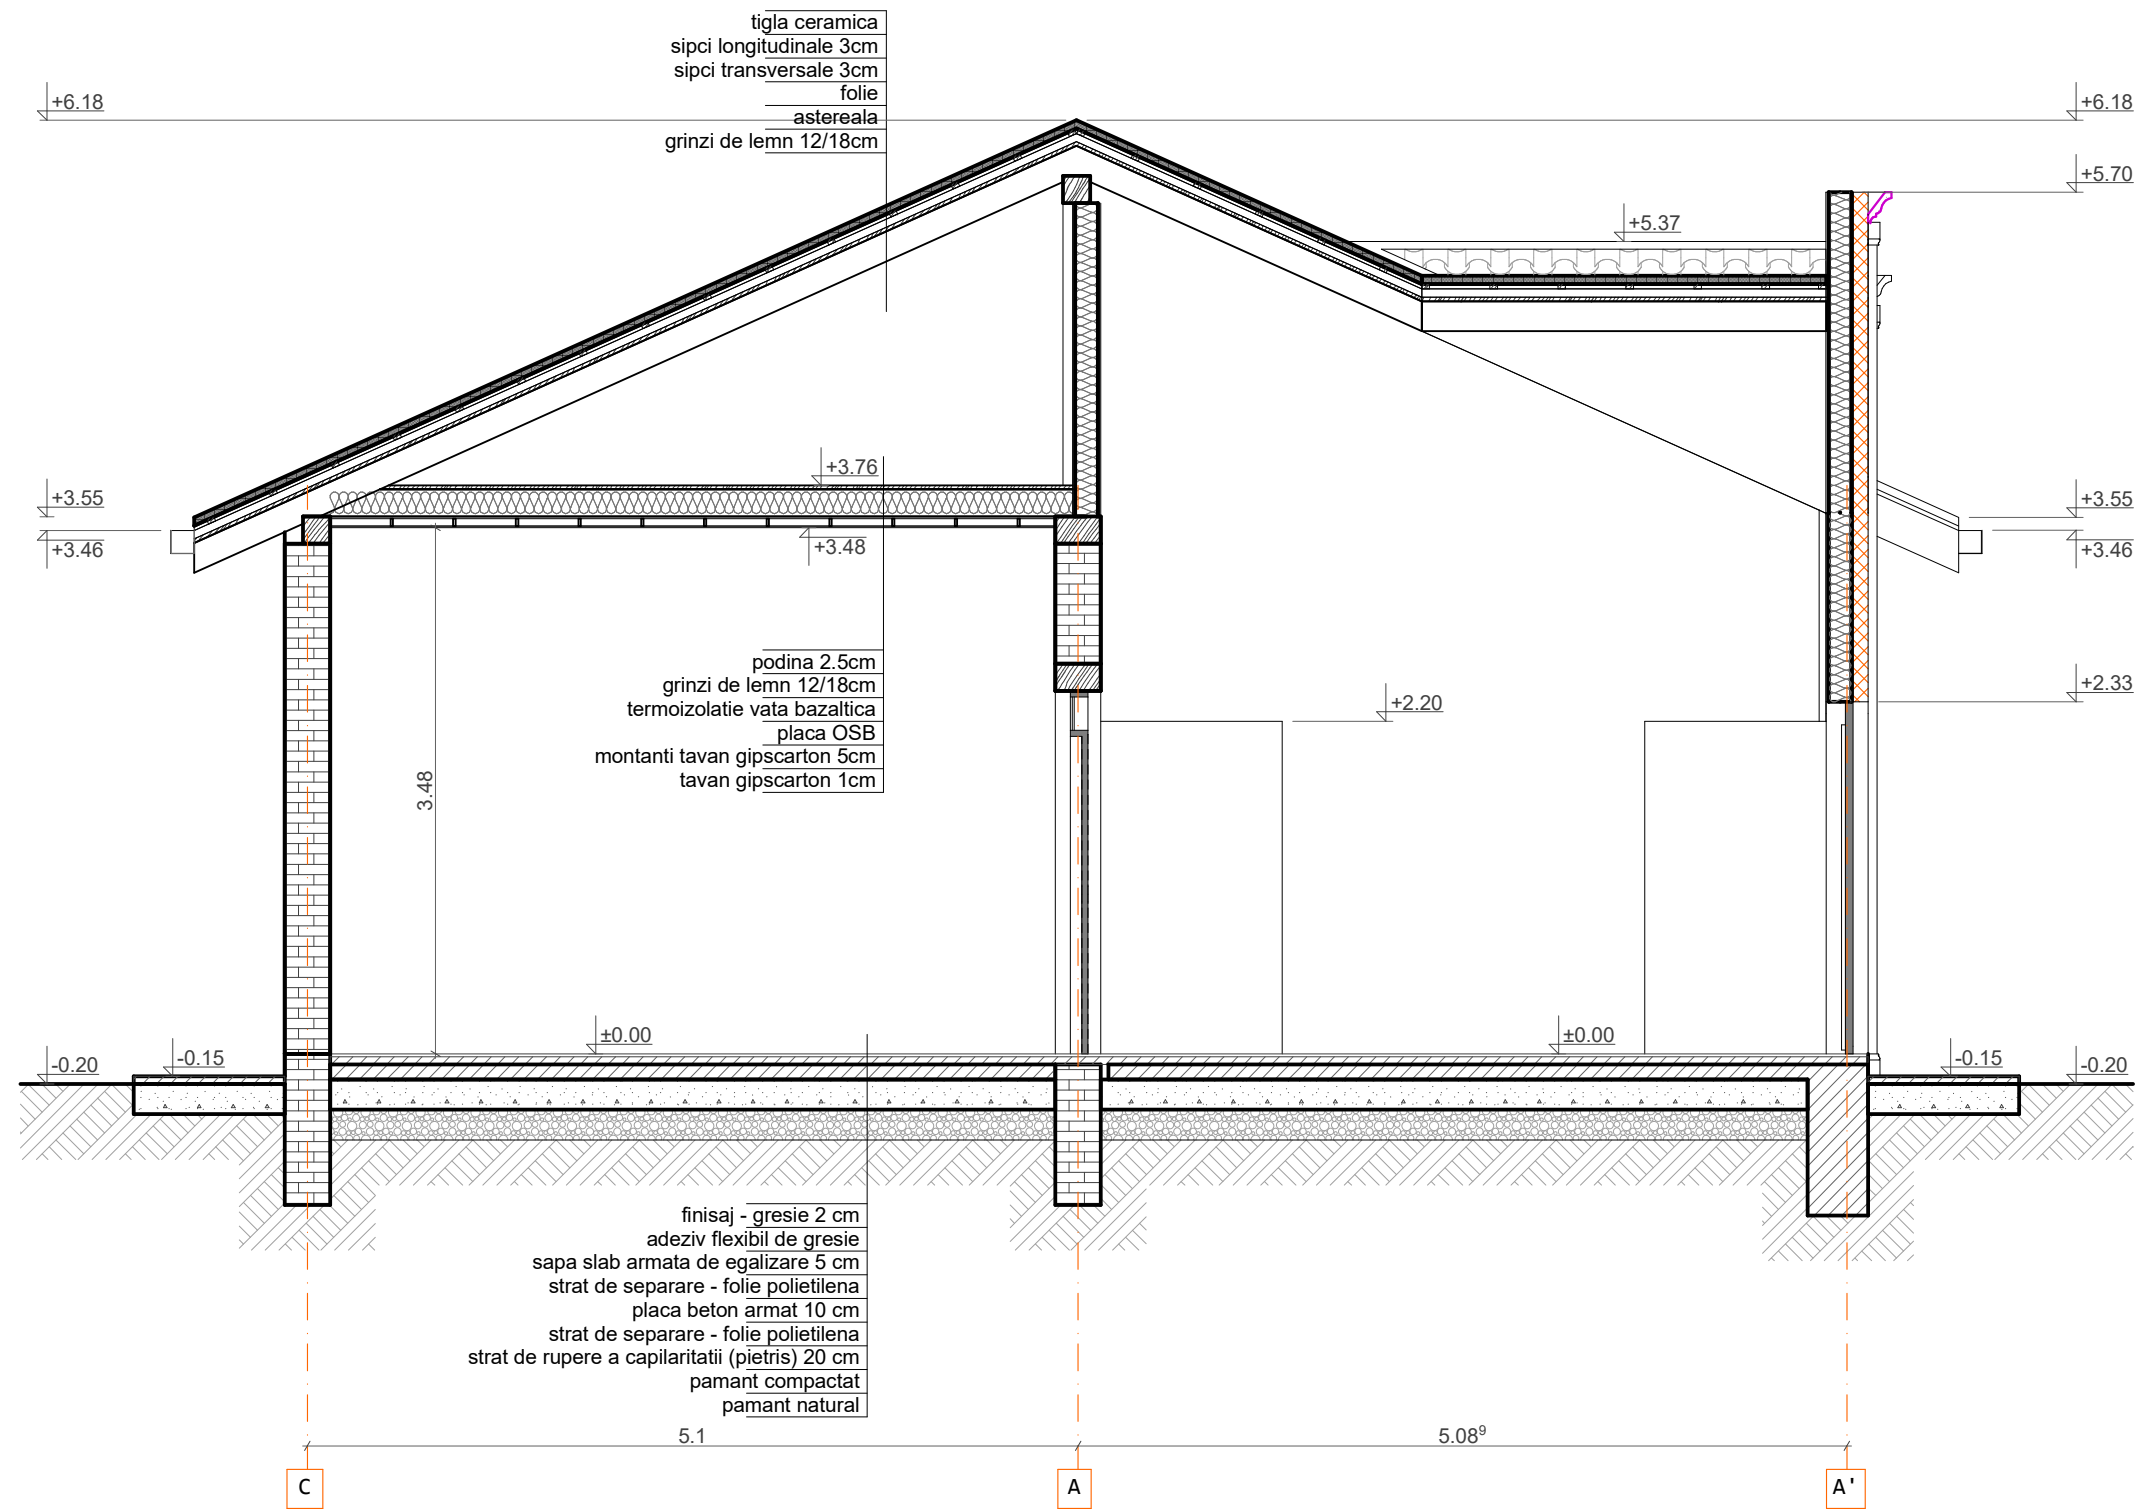 tigla ceramica
sipci longitudinale 3cm
sipci transversale 3cm
folie
astereala
grinzi de lemn 12/18cm
+6.18
+6.18
+5.70
+5.37
+3.76
+3.55
+3.46
+3.48
+3.55
+3.46
podina 2.5cm
grinzi de lemn 12/18cm
termoizolatie vata bazaltica
placa OSB
montanti tavan gipscarton 5cm
tavan gipscarton 1cm
+2.33
+2.20
3.48
±0.00
±0.00
-0.20
-0.15
-0.15
-0.20
finisaj - gresie 2 cm
adeziv flexibil de gresie
sapa slab armata de egalizare 5 cm
strat de separare - folie polietilena
placa beton armat 10 cm
strat de separare - folie polietilena
strat de rupere a capilaritatii (pietris) 20 cm
pamant compactat
pamant natural
5.1
5.08⁹
C
A
A'